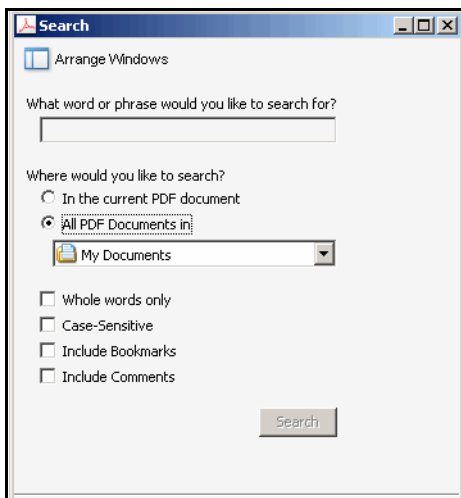 Search
Arrange Windows
What word or phrase would you like to search for?
Where would you like to search?
In the current PDF document
All PDF Documents in
My Documents
Whole words only
Case-Sensitive
Include Bookmarks
Include Comments
Search